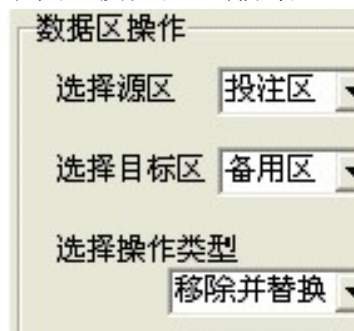 数据区操作
选择源区 投注区
选择目标区 备用区
选择操作类型
移除并替换